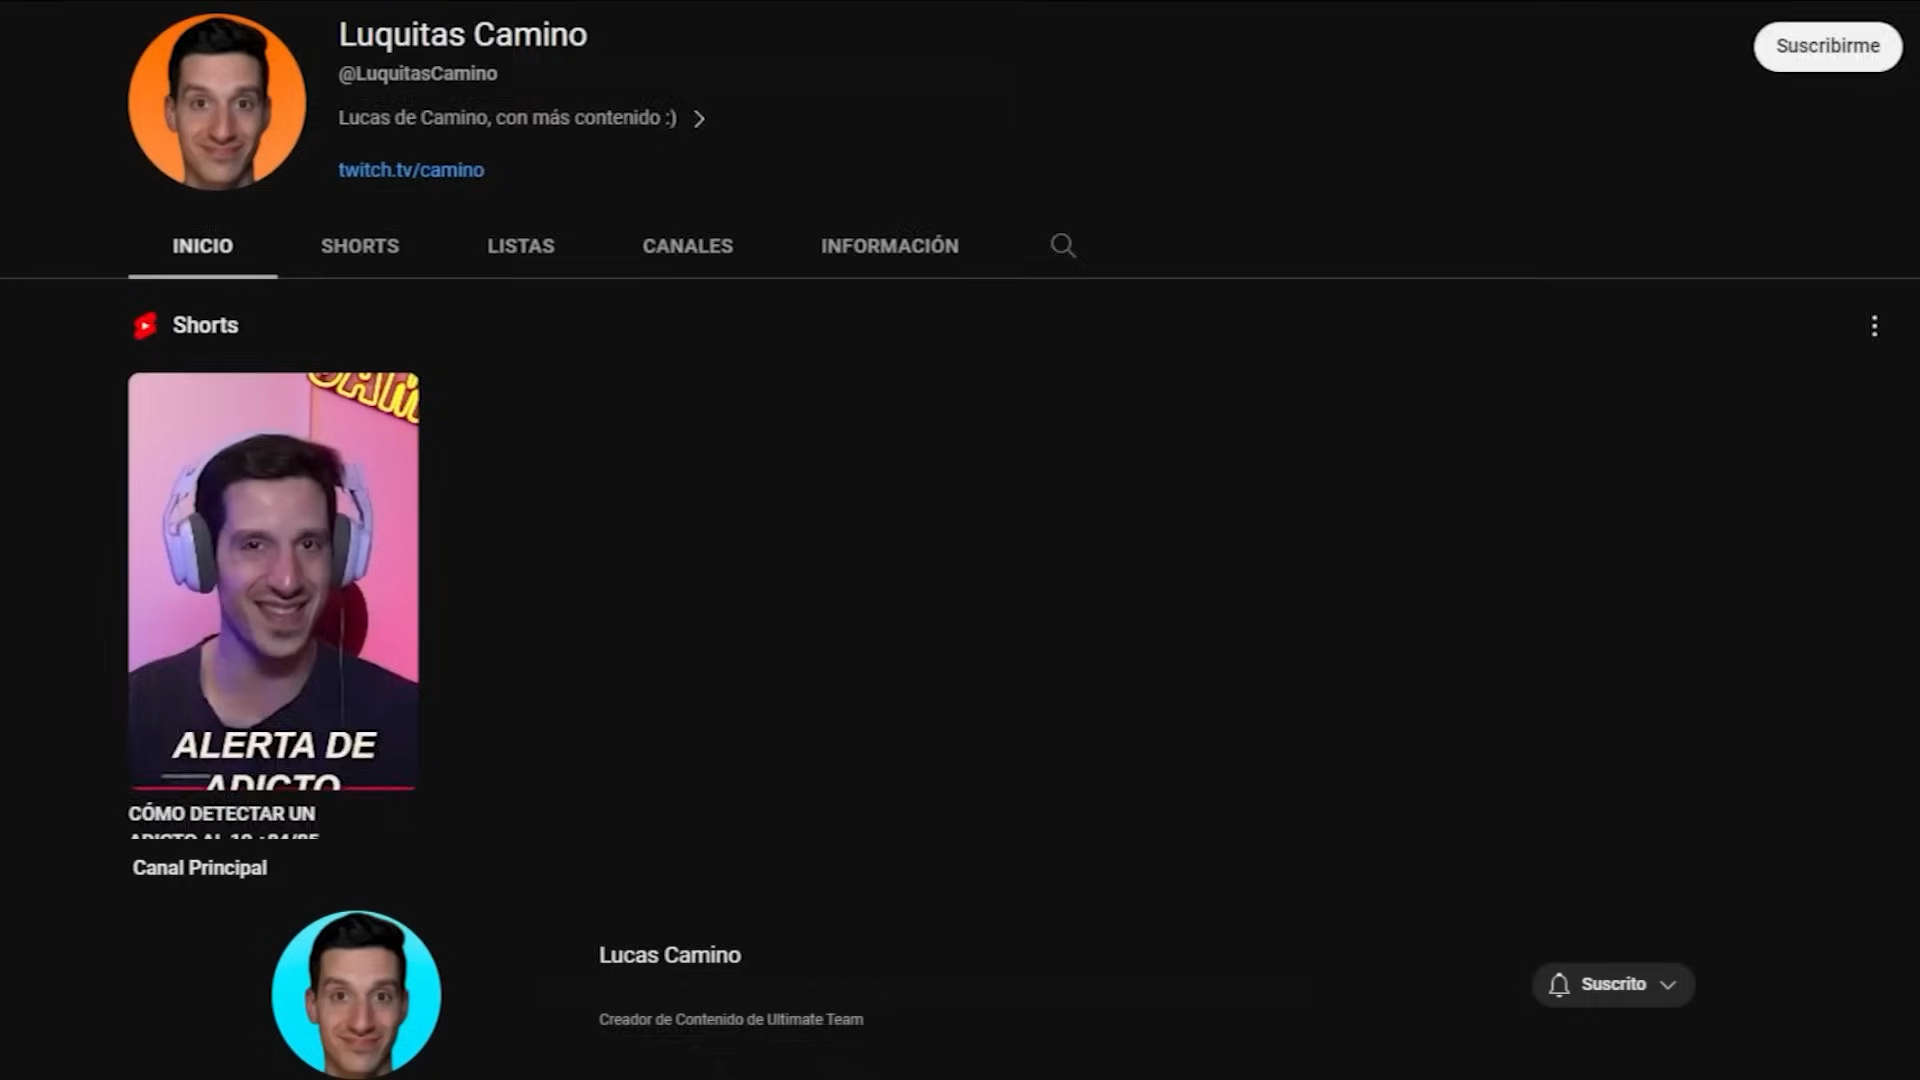 Luquitas Camino
@LuquitasCamino
Suscribirme
Lucas de Camino, con más contenido :)
twitch.tv/camino
INICIO SHORTS LISTAS CANALES INFORMACIÓN
Shorts
ALERTA DE
ADICTO
CÓMO DETECTAR UN
Canal Principal
Lucas Camino
Suscrito
Creador de Contenido de Ultimate Team